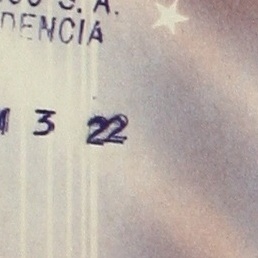 S. A.
DENCIA
3 22